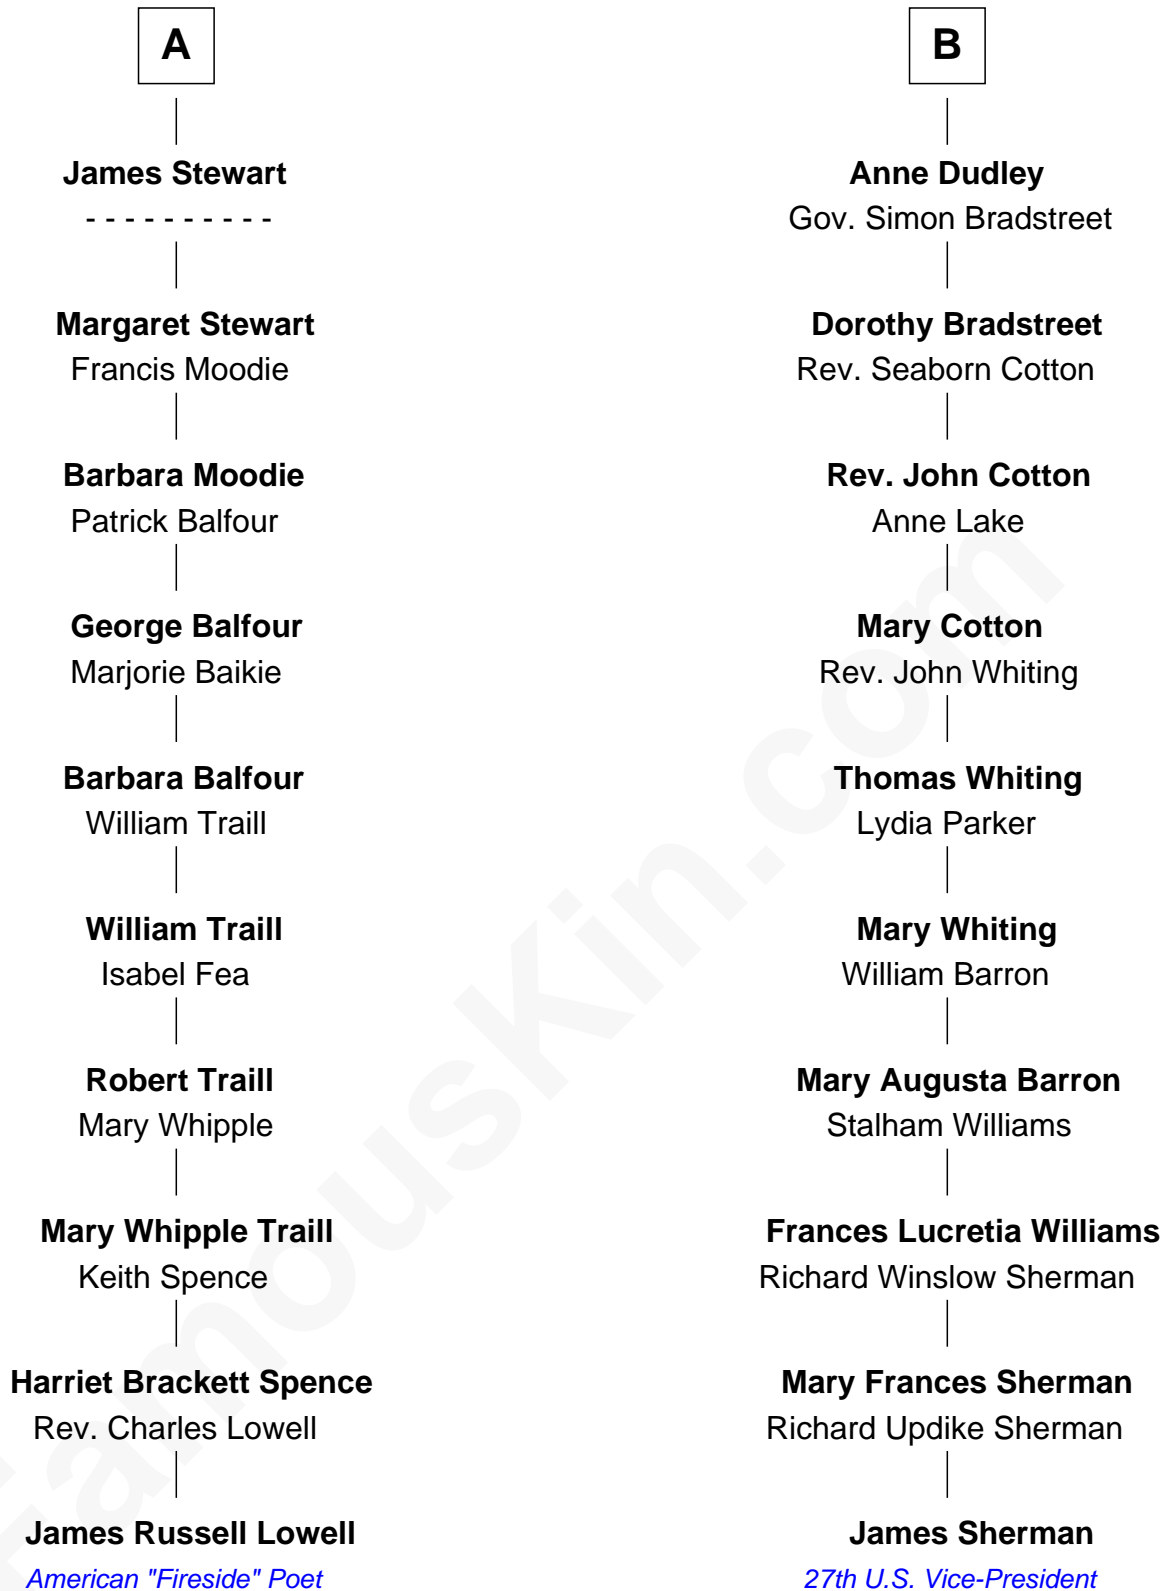 A
James Stewart
- - - - - - - - - -
Margaret Stewart
Francis Moodie
Barbara Moodie
Patrick Balfour
George Balfour
Marjorie Baikie
Barbara Balfour
William Traill
William Traill
Isabel Fea
Robert Traill
Mary Whipple
Mary Whipple Traill
Keith Spence
Harriet Brackett Spence
Rev. Charles Lowell
James Russell Lowell
American "Fireside" Poet
B
Anne Dudley
Gov. Simon Bradstreet
Dorothy Bradstreet
Rev. Seaborn Cotton
Rev. John Cotton
Anne Lake
Mary Cotton
Rev. John Whiting
Thomas Whiting
Lydia Parker
Mary Whiting
William Barron
Mary Augusta Barron
Stalham Williams
Frances Lucretia Williams
Richard Winslow Sherman
Mary Frances Sherman
Richard Updike Sherman
James Sherman
27th U.S. Vice-President
FamousKin.com